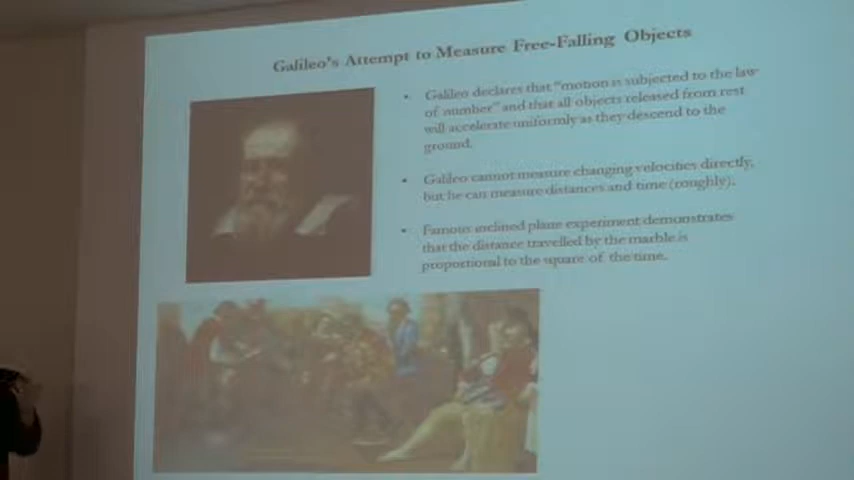 Galileo's Attempt to Measure Free-Falling Objects
• Galileo declares that "motion is subjected to the law
of number" and that all objects released from rest
will accelerate uniformly as they descend to the
ground.
• Galileo cannot measure changing velocities directly,
but he can measure distances and time (roughly).
• Famous inclined plane experiment demonstrates
that the distance travelled by the marble is
proportional to the square of the time.